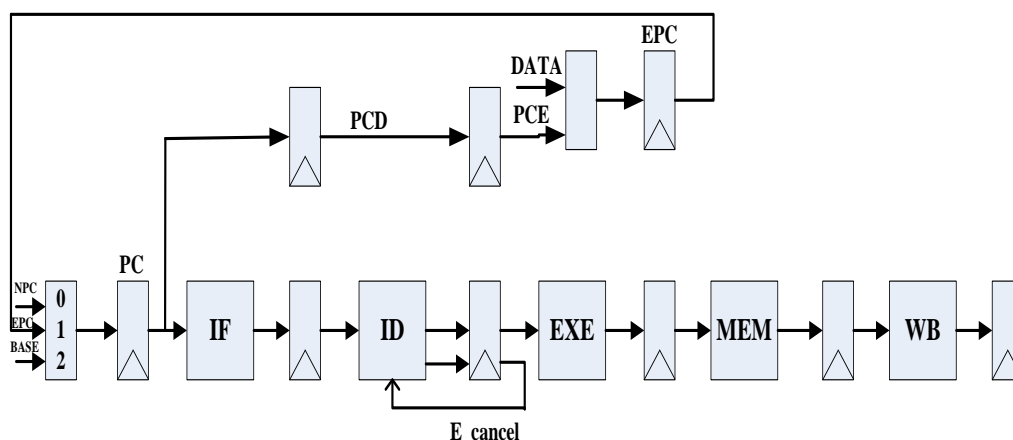 EPC
DATA
PCD
PCE
PC
NPC
0
EPC
1
BASE
2
IF
ID
EXE
MEM
WB
E cancel